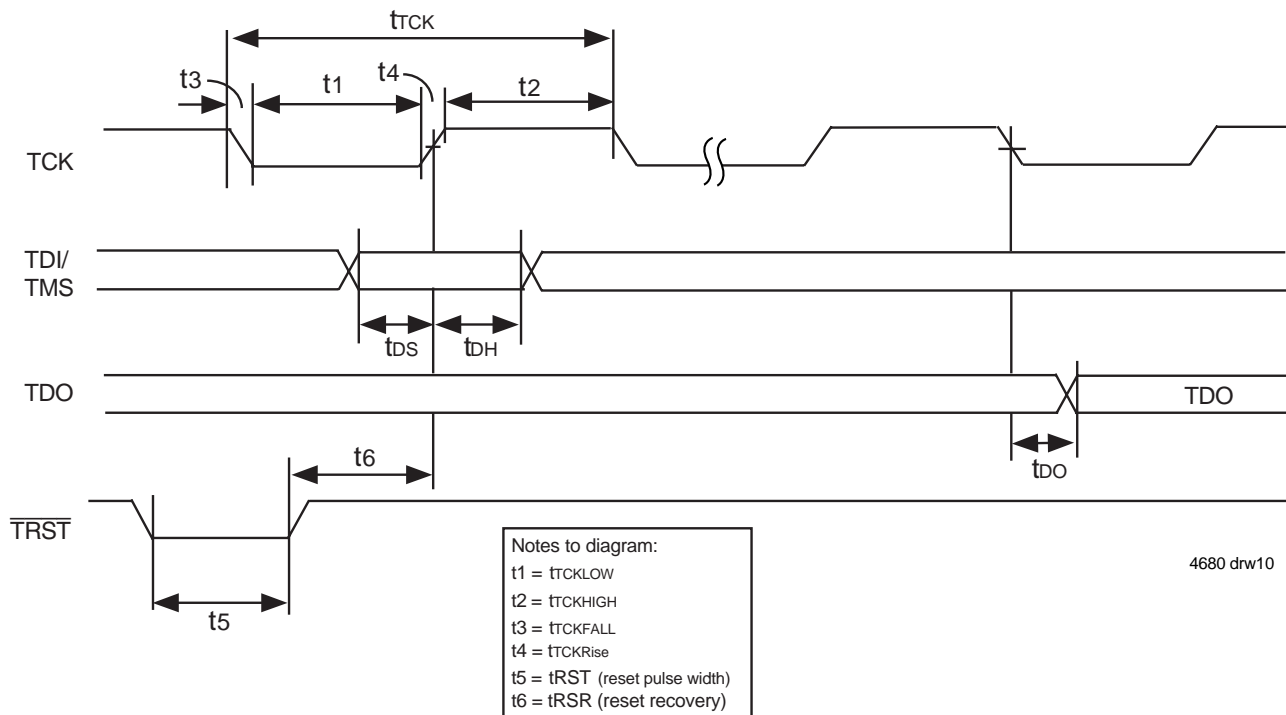 tTCK
t3
t1
t4
t2
TCK
TDI/
TMS
tDS
tDH
TDO
TDO
t6
tDO
TRST
t5
Notes to diagram:
t1 = tTCKLOW
t2 = tTCKHIGH
t3 = tTCKFALL
t4 = tTCKRise
t5 = tRST (reset pulse width)
t6 = tRSR (reset recovery)
4680 drw10